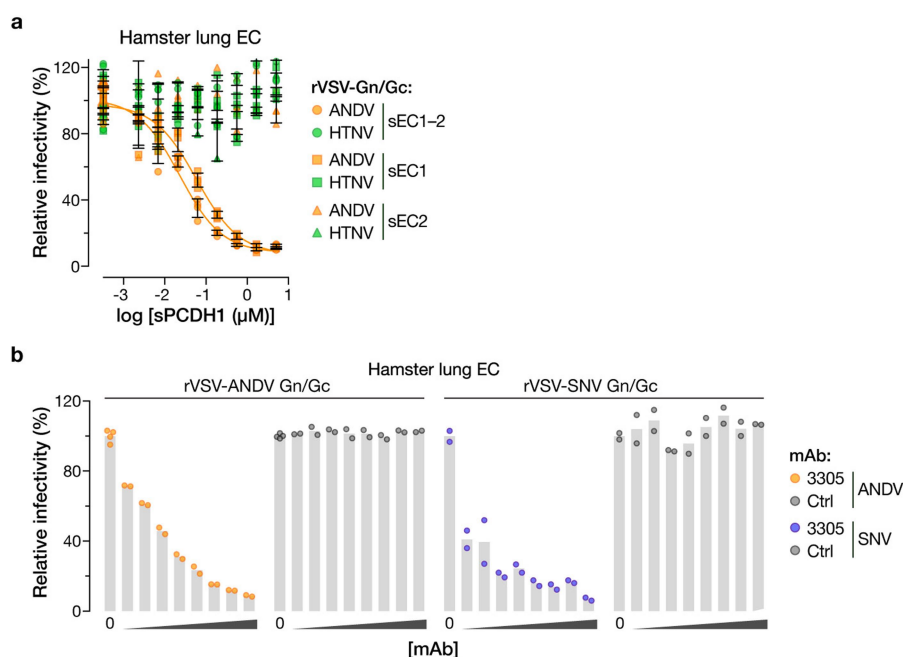 a
Hamster lung EC
Relative infectivity (%)
120
80
40
0
-3 -2 -1 0 1
log [sPCDH1 (μM)]
rVSV-Gn/Gc:
ANDV
HTNV
sEC1–2
ANDV
HTNV
sEC1
ANDV
HTNV
sEC2
b
Hamster lung EC
rVSV-ANDV Gn/Gc rVSV-SNV Gn/Gc
Relative infectivity (%)
120
80
40
0
0 0 0 0
[mAb]
mAb:
3305
Ctrl
ANDV
3305
Ctrl
SNV